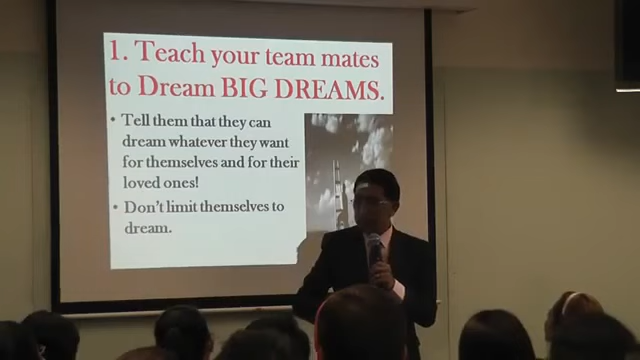 1. Teach your team mates
to Dream BIG DREAMS.
• Tell them that they can
dream whatever they want
for themselves and for their
loved ones!
• Don't limit themselves to
dream.